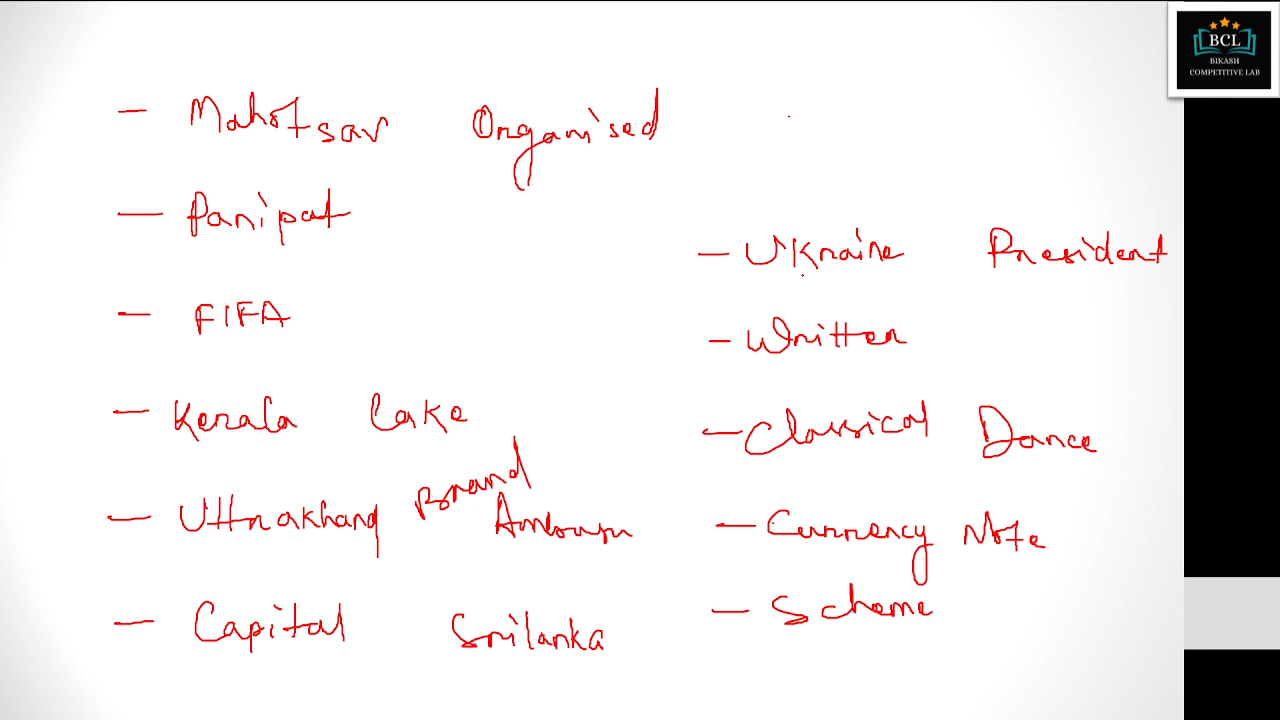 - Mahotsav Organised
- Panipat
- FIFA
- Kerala Lake
- Uttrakhand Brand
- Capital Srilanka
- Ukraine President
- Written
- Classical Dance
- Currency Note
- Scheme
BCL
BIKASH
COMPETITIVE LAB